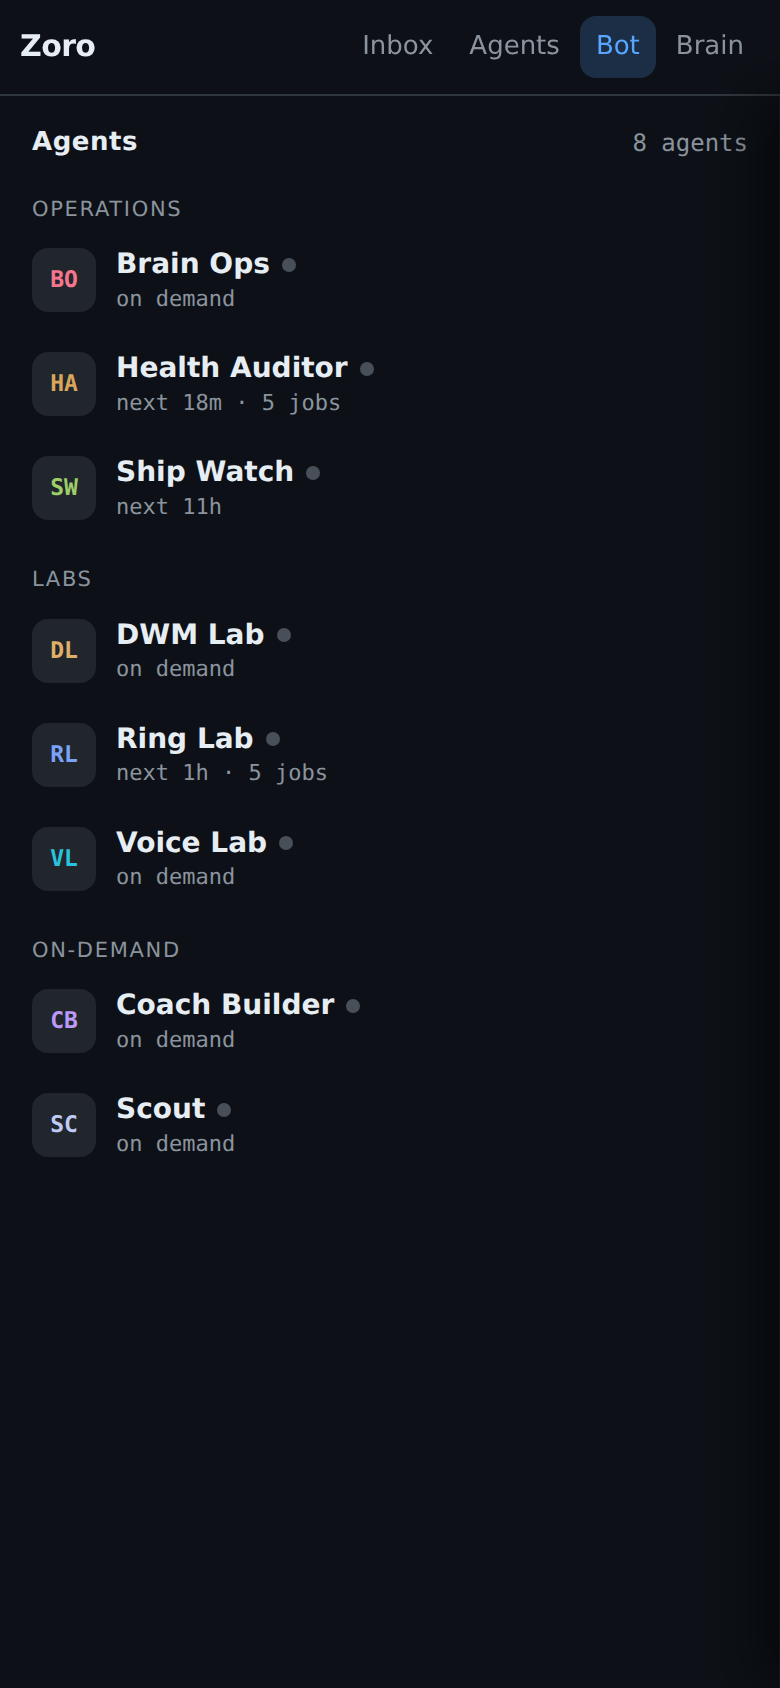 Zoro Inbox Agents Bot Brain
Agents 8 agents
OPERATIONS
BO Brain Ops
on demand
HA Health Auditor
next 18m · 5 jobs
SW Ship Watch
next 11h
LABS
DL DWM Lab
on demand
RL Ring Lab
next 1h · 5 jobs
VL Voice Lab
on demand
ON-DEMAND
CB Coach Builder
on demand
SC Scout
on demand